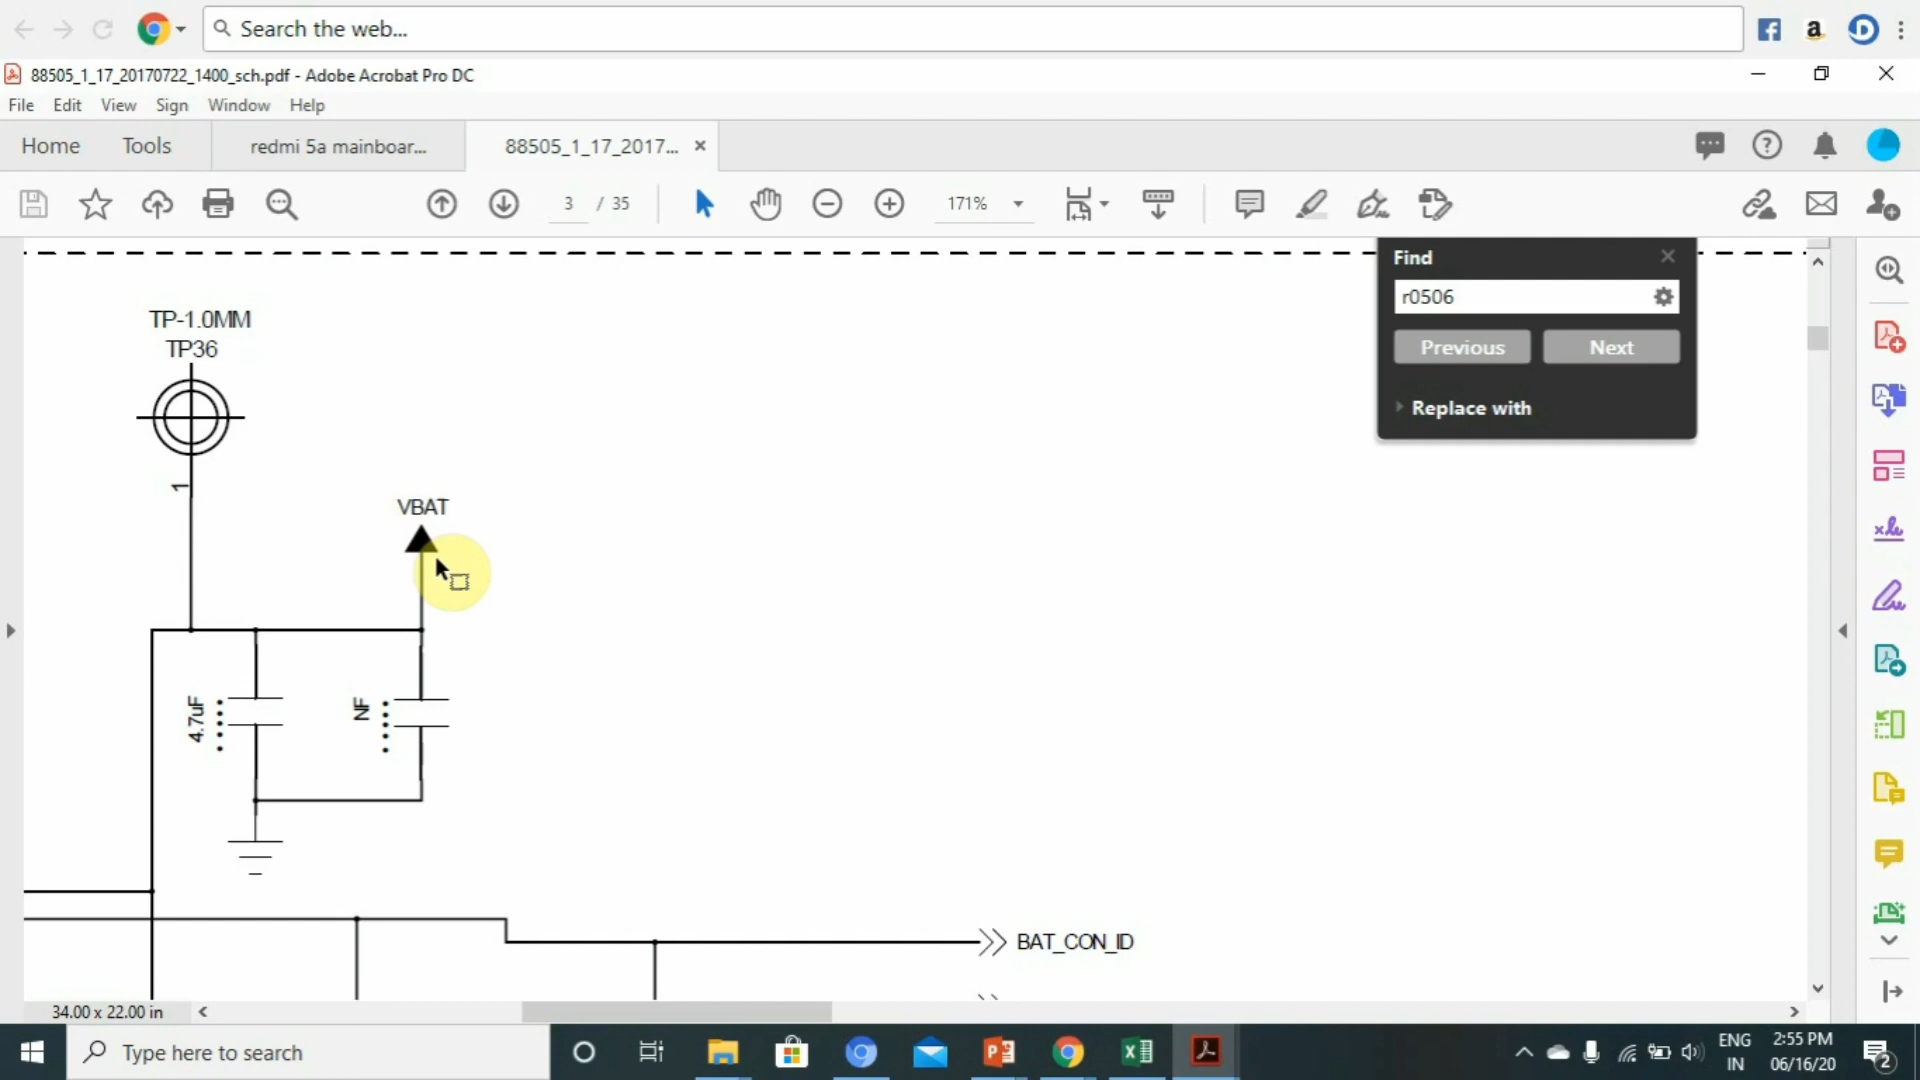 Search the web...
88505_1_17_20170722_1400_sch.pdf - Adobe Acrobat Pro DC
File Edit View Sign Window Help
Home Tools redmi 5a mainboar... 88505_1_17_2017...
3 / 35 171%
Find
r0506
Previous Next
Replace with
TP-1.0MM
TP36
1
VBAT
4.7uF
NF
BAT_CON_ID
34.00 x 22.00 in
Type here to search
ENG
IN
2:55 PM
06/16/20
2